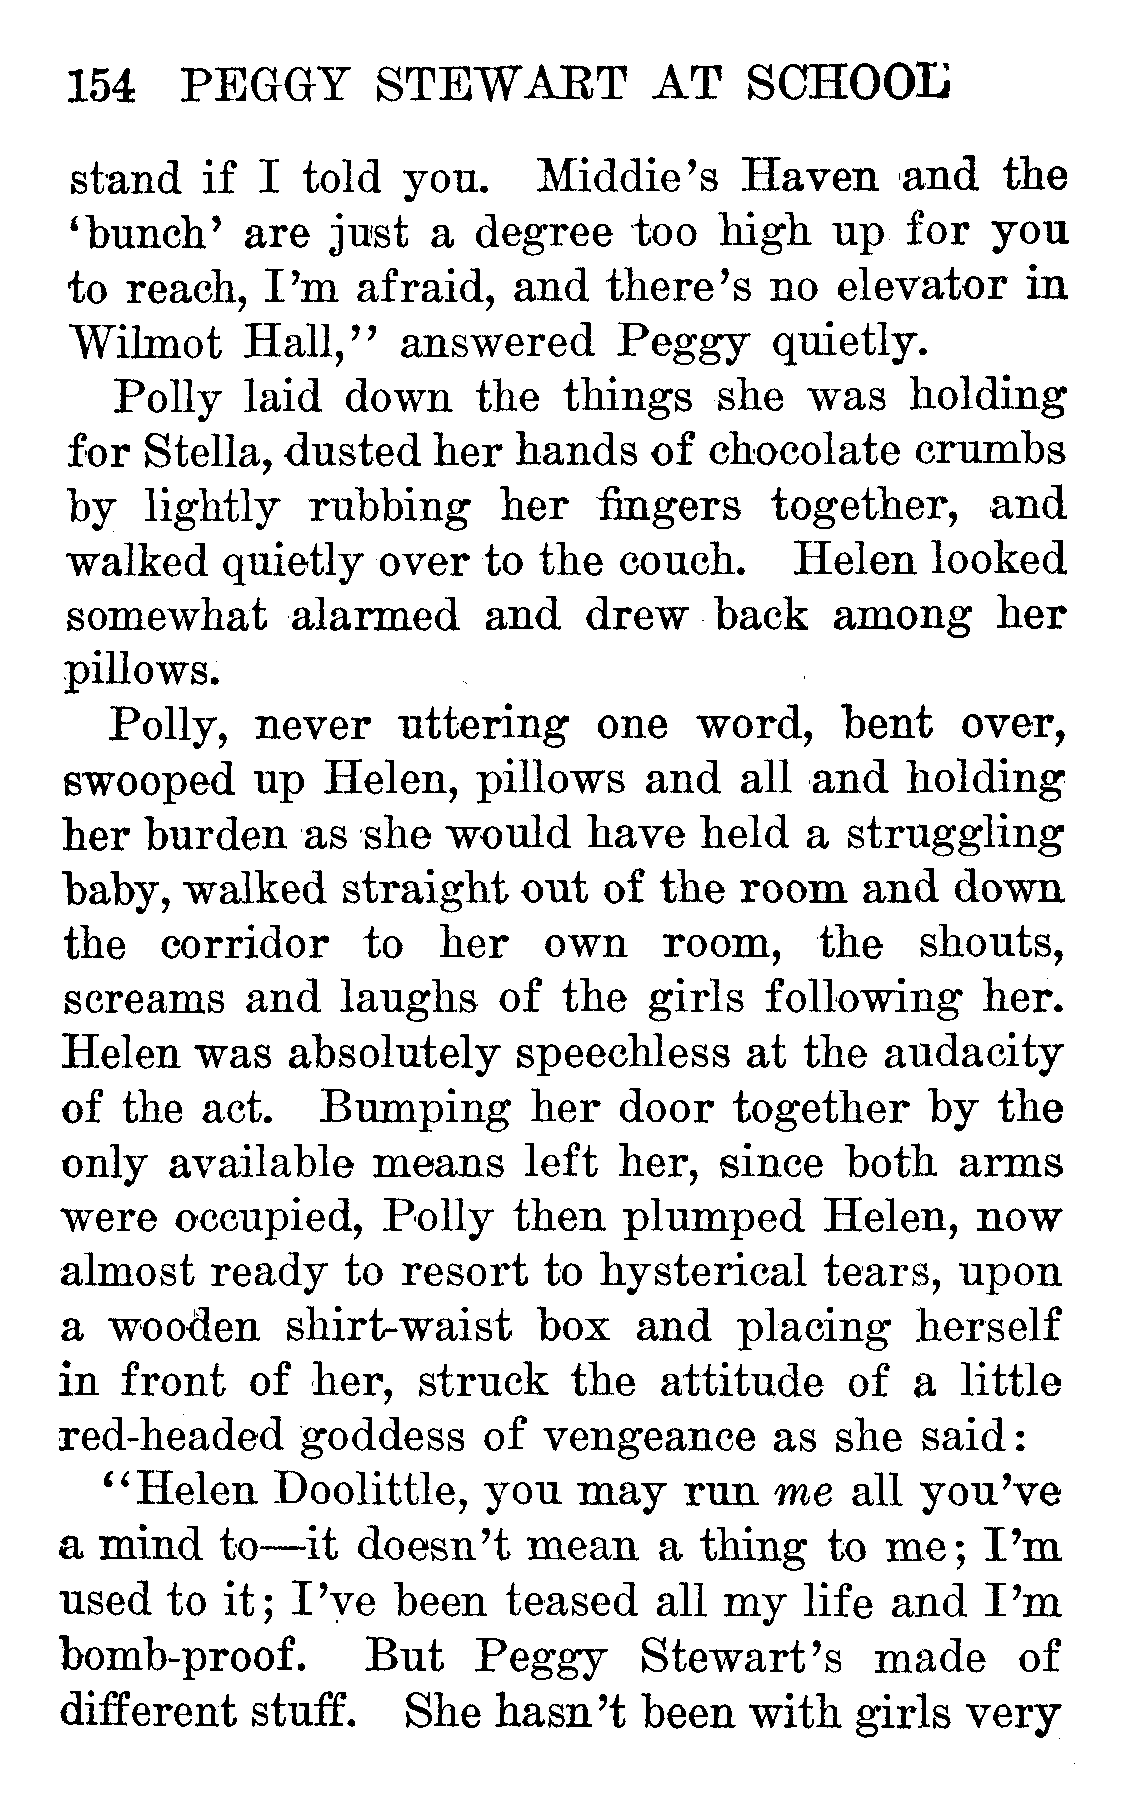 154 PEGGY STEWART AT SCHOOL
stand if I told you. Middie's Haven and the
'bunch' are just a degree too high up for you
to reach, I'm afraid, and there's no elevator in
Wilmot Hall,” answered Peggy quietly.
Polly laid down the things she was holding
for Stella, dusted her hands of chocolate crumbs
by lightly rubbing her fingers together, and
walked quietly over to the couch. Helen looked
somewhat alarmed and drew back among her
pillows.
Polly, never uttering one word, bent over,
swooped up Helen, pillows and all and holding
her burden as she would have held a struggling
baby, walked straight out of the room and down
the corridor to her own room, the shouts,
screams and laughs of the girls following her.
Helen was absolutely speechless at the audacity
of the act. Bumping her door together by the
only available means left her, since both arms
were occupied, Polly then plumped Helen, now
almost ready to resort to hysterical tears, upon
a wooden shirt-waist box and placing herself
in front of her, struck the attitude of a little
red-headed goddess of vengeance as she said:
“Helen Doolittle, you may run me all you've
a mind to—it doesn't mean a thing to me; I'm
used to it; I've been teased all my life and I'm
bomb-proof. But Peggy Stewart's made of
different stuff. She hasn't been with girls very